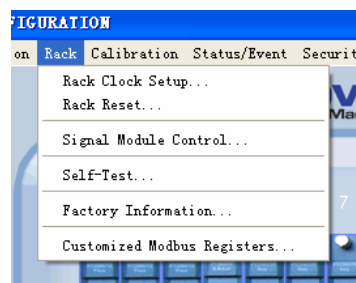 FIGURATION
on Rack Calibration Status/Event Securit
Rack Clock Setup...
Rack Reset...
Signal Module Control...
Self-Test...
Factory Information...
Customized Modbus Registers...
7